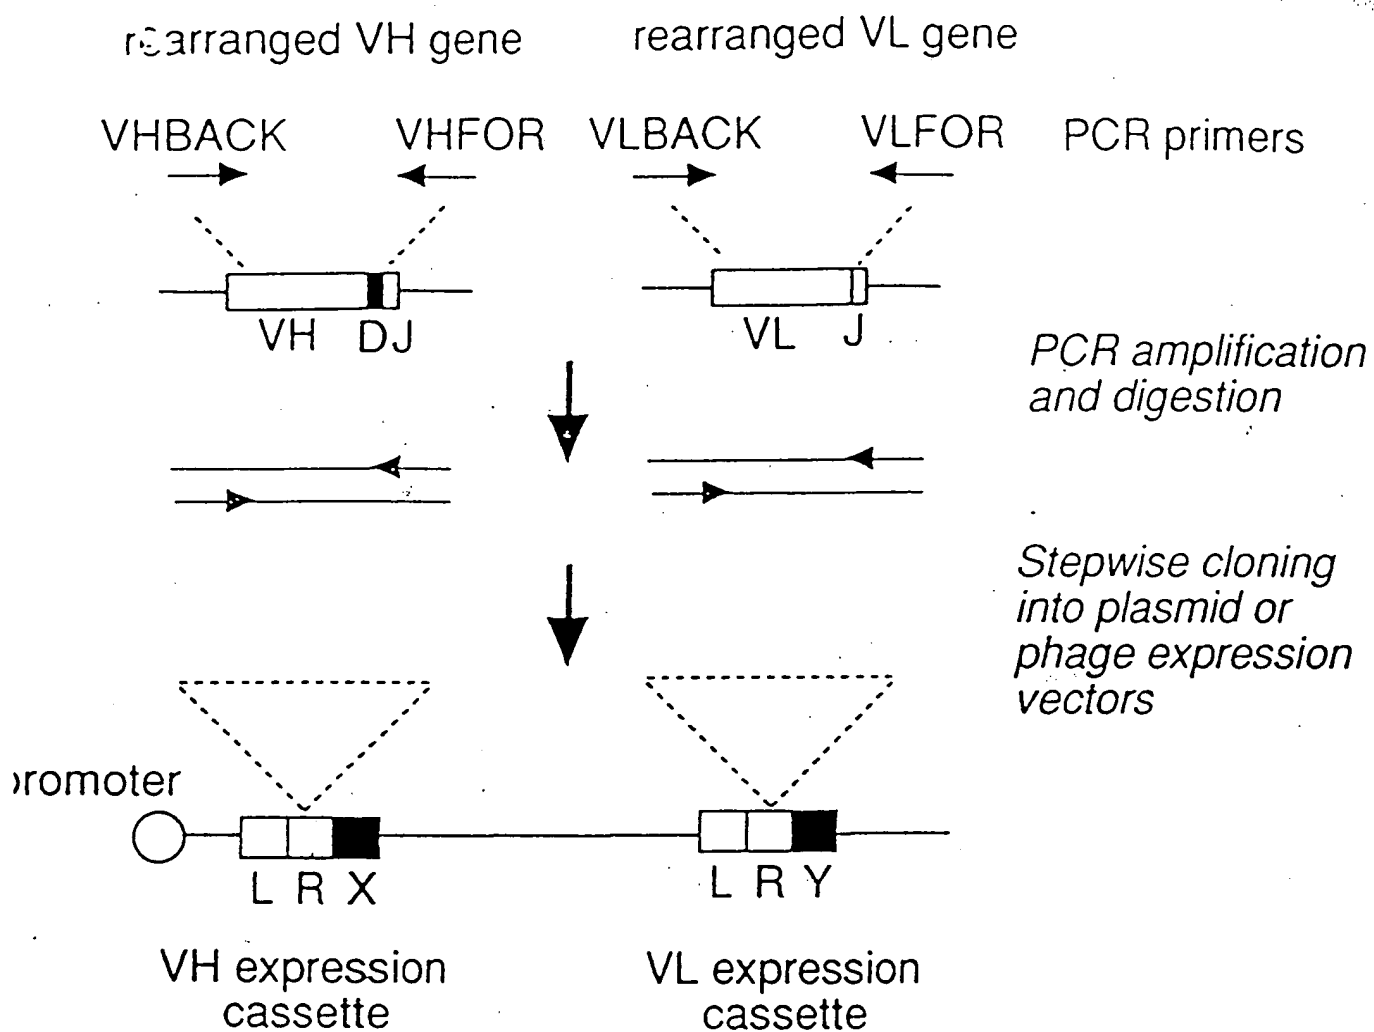 rearranged VH gene
rearranged VL gene
VHBACK
VHFOR
VLBACK
VLFOR
PCR primers
VH
DJ
VL
J
PCR amplification
and digestion
Stepwise cloning
into plasmid or
phage expression
vectors
romoter
L R X
L R Y
VH expression
cassette
VL expression
cassette